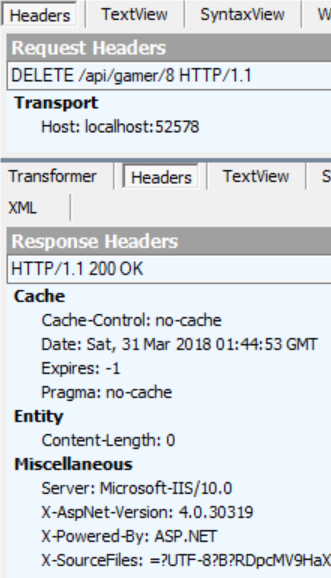 Headers TextView SyntaxView W
Request Headers
DELETE /api/gamer/8 HTTP/1.1
Transport
Host: localhost:52578
Transformer Headers TextView S
XML
Response Headers
HTTP/1.1 200 OK
Cache
Cache-Control: no-cache
Date: Sat, 31 Mar 2018 01:44:53 GMT
Expires: -1
Pragma: no-cache
Entity
Content-Length: 0
Miscellaneous
Server: Microsoft-IIS/10.0
X-AspNet-Version: 4.0.30319
X-Powered-By: ASP.NET
X-SourceFiles: =?UTF-8?B?RDpcMV9HaX